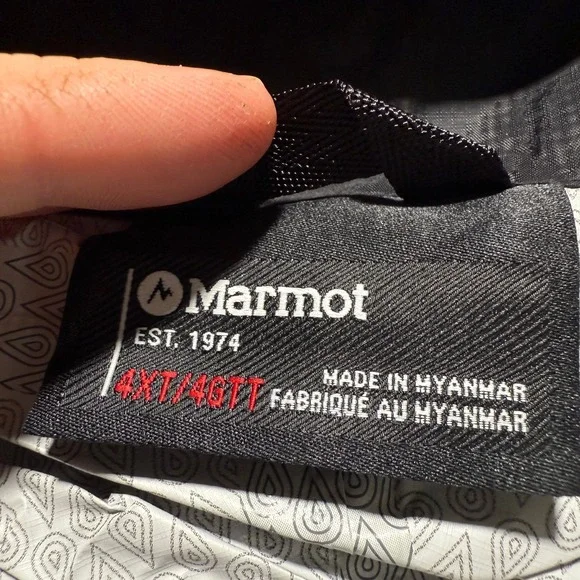 Marmot
EST. 1974
4XT/4GTT
MADE IN MYANMAR
FABRIQUÉ AU MYANMAR